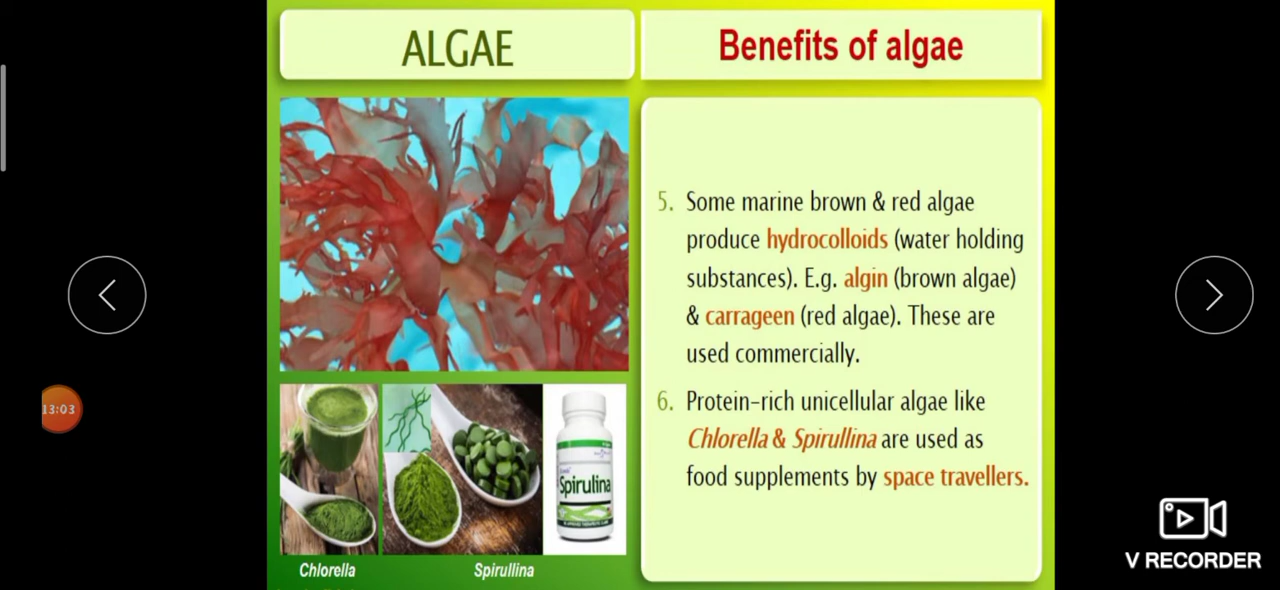 ALGAE
Benefits of algae
5. Some marine brown & red algae
produce hydrocolloids (water holding
substances). E.g. algin (brown algae)
& carrageen (red algae). These are
used commercially.
6. Protein-rich unicellular algae like
Chlorella & Spirullina are used as
food supplements by space travellers.
Spirulina
Chlorella
Spirullina
13:03
V RECORDER